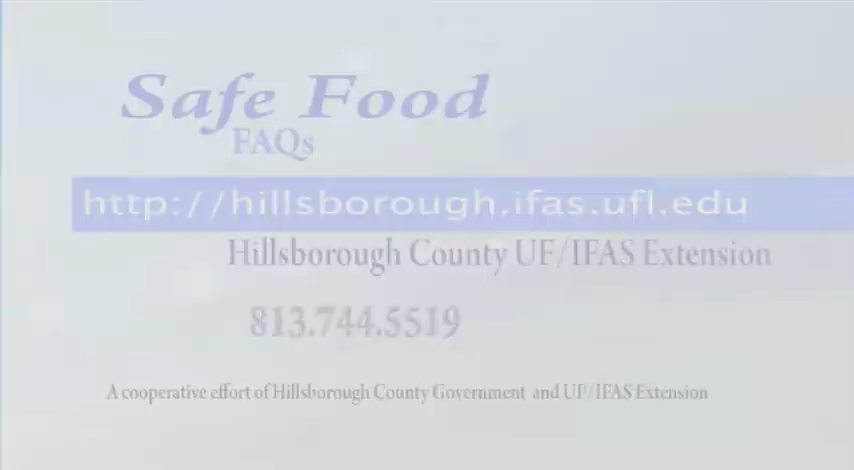 Safe Food
FAQs
http://hillsborough.ifas.ufl.edu
Hillsborough County UF/IFAS Extension
813.744.5519
A cooperative effort of Hillsborough County Government and UF/IFAS Extension